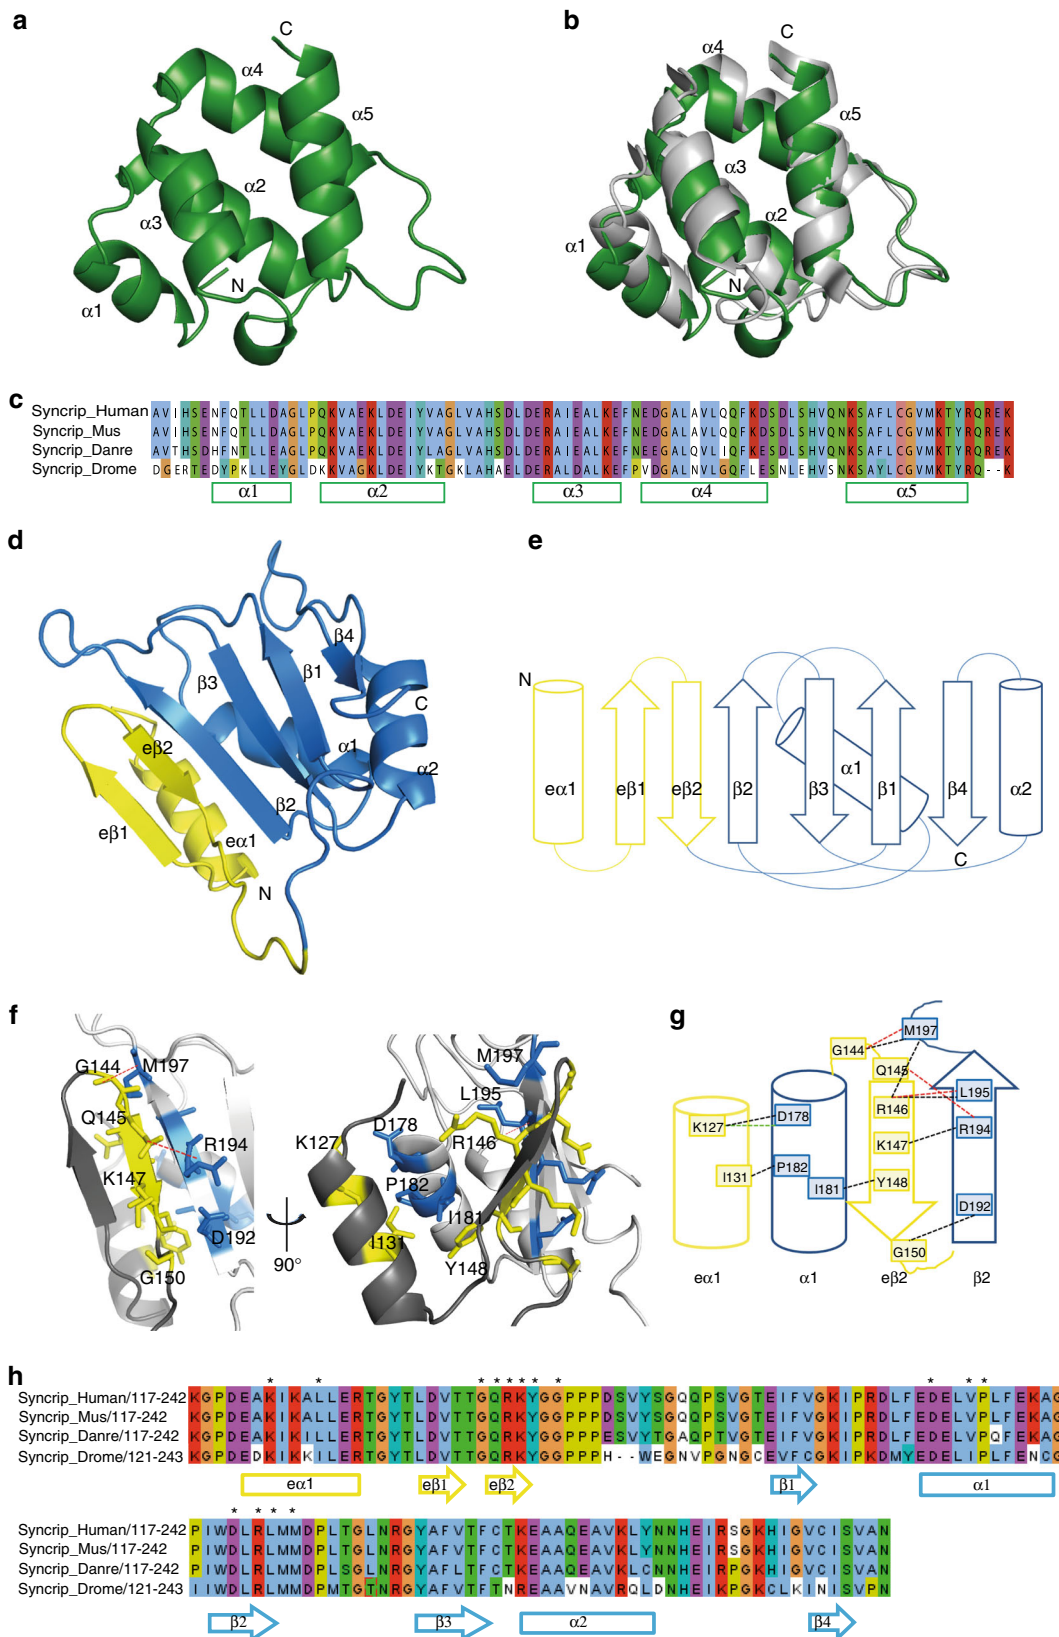 a
C
α4
α5
α2
α3
N
α1
b
C
α4
α5
α3
α2
α1
N
c
Syncrip_Human AVIHSENFQTLLDAGLPQKVAEKLDEIYVAGLVAHSDLDERAIEALKEFNEDGALAVLQQFKDSDLSHVQNKSAFLCGVMKTYRQREK
Syncrip_Mus AVIHSENFQTLLDAGLPQKVAEKLDEIYVAGLVAHSDLDERAIEALKEFNEDGALAVLQQFKDSDLSHVQNKSAFLCGVMKTYRQREK
Syncrip_Danre AVTHSDHFNTLLEAGLPQKVAEKLDEIYLAGLVAHSDLDERAIEALKEFNEEGALQVLIQFKDSDLSHVQNKSAFLCGVMKTYRQREK
Syncrip_Drome DGERTEDYPKLLEYGLDKKVAGKLDEIYKTGKLAHAELDERALDALKEFPVDGALNVLGQFLESNLEHVSNKSAYLCGVMKTYRQ--K
α1 α2 α3 α4 α5
d
β4
β1
β3
C
eβ2
α1
α2
β2
eβ1
eα1
N
e
N
eα1 eβ1 eβ2 β2 β3 α1 β1 β4 α2
C
f
G144 M197
Q145
R194
K147
D192
G150
90°
M197
L195
D178
K127 R146
P182
I181
I131
Y148
g
M197
G144
Q145
L195
R146
D178
K127
R194
K147
P182
I131
Y148
I181
D192
G150
eα1 α1 eβ2 β2
h
* * * * * * * * * * *
Syncrip_Human/117-242 KGPDEAKIKALLERTGYTLDVTTGQRKYGGPPPDSVYSGQQPSVGTEIFVGKIPRDLFEDELVPLFEKAG
Syncrip_Mus/117-242 KGPDEAKIKALLERTGYTLDVTTGQRKYGGPPPDSVYSGQQPSVGTEIFVGKIPRDLFEDELVPLFEKAG
Syncrip_Danre/117-242 KGPDEAKIKILLERTGYTLDVTTGQRKYGGPPPESVYTGAQPTVGTEIFVGKIPRDLFEDELVPQFEKAG
Syncrip_Drome/121-243 KGPDEDKIKKILERTGYTLDVTTGQRKYGGPPPH--WEGNVPGNGCEVFCGKIPKDMYEDELIPLFENCG
eα1 eβ1 eβ2 β1 α1
* * * *
Syncrip_Human/117-242 PIWDLRLMMDPLTGLNRGYAFVTFCTKEAAQEAVKLYNNHEIRSGKHIGVCISVAN
Syncrip_Mus/117-242 PIWDLRLMMDPLTGLNRGYAFVTFCTKEAAQEAVKLYNNHEIRSGKHIGVCISVAN
Syncrip_Danre/117-242 PIWDLRLMMDPLSGLNRGYAFLTFCTKEAAQEAVKLCNNHEIRPGKHIGVCISVAN
Syncrip_Drome/121-243 IIWDLRLMMDPMTGTNRGYAFVTFTNREAAVNAVRQLDNHEIKPGKCLKINISVPN
β2 β3 α2 β4